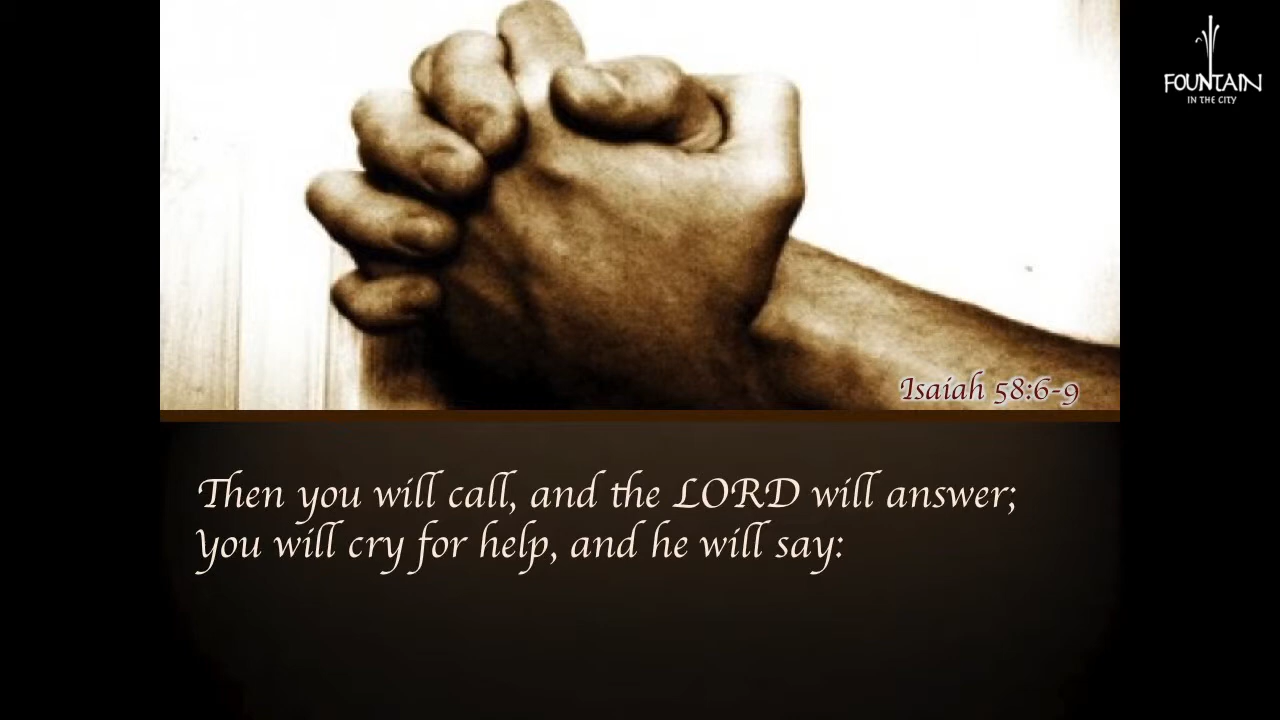 FOUNTAIN
IN THE CITY
Isaiah 58:6-9
Then you will call, and the LORD will answer;
You will cry for help, and he will say: